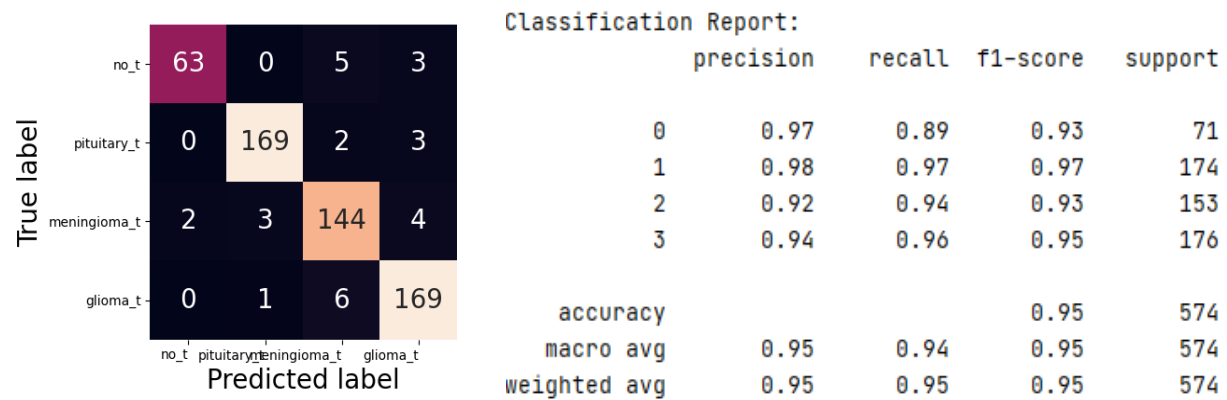 no_t 63 0 5 3
pituitary_t 0 169 2 3
meningioma_t 2 3 144 4
glioma_t 0 1 6 169
no_t pituitary_t meningioma_t glioma_t
True label
Predicted label
Classification Report:
precision recall f1-score support
0 0.97 0.89 0.93 71
1 0.98 0.97 0.97 174
2 0.92 0.94 0.93 153
3 0.94 0.96 0.95 176
accuracy 0.95 574
macro avg 0.95 0.94 0.95 574
weighted avg 0.95 0.95 0.95 574